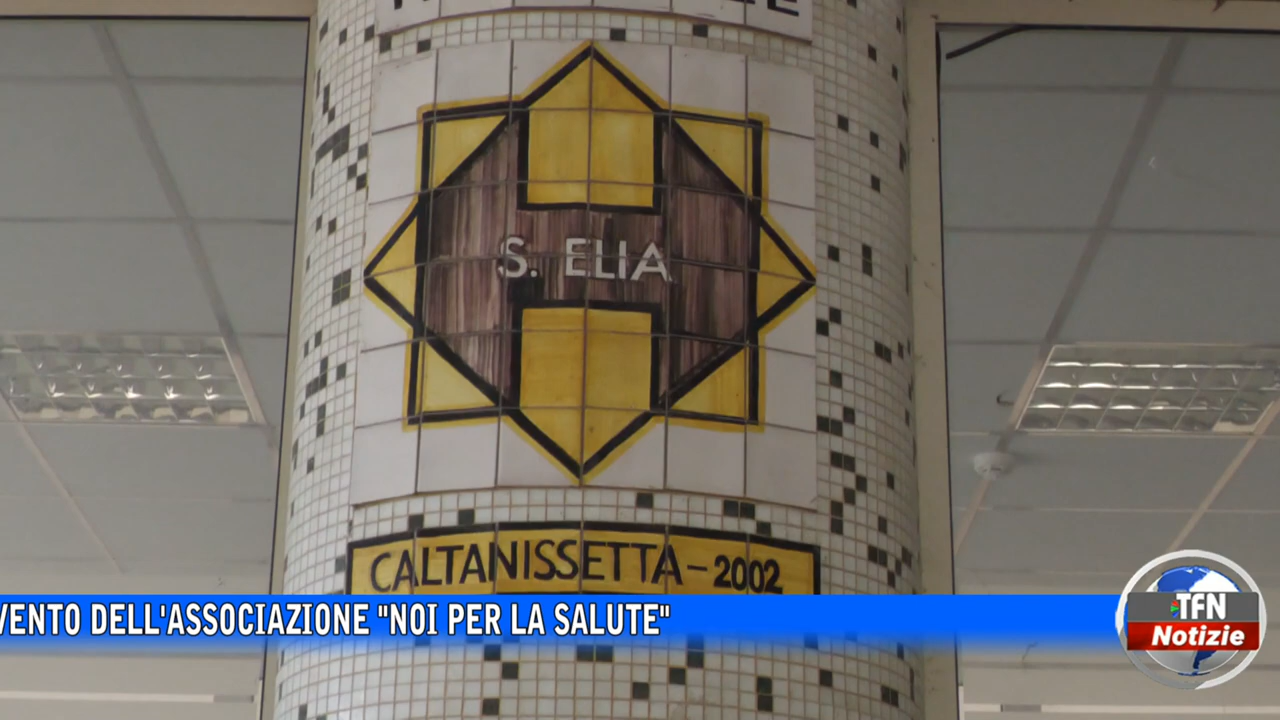 S. ELIA
CALTANISSETTA - 2002
VENTO DELL'ASSOCIAZIONE "NOI PER LA SALUTE"
TFN
Notizie